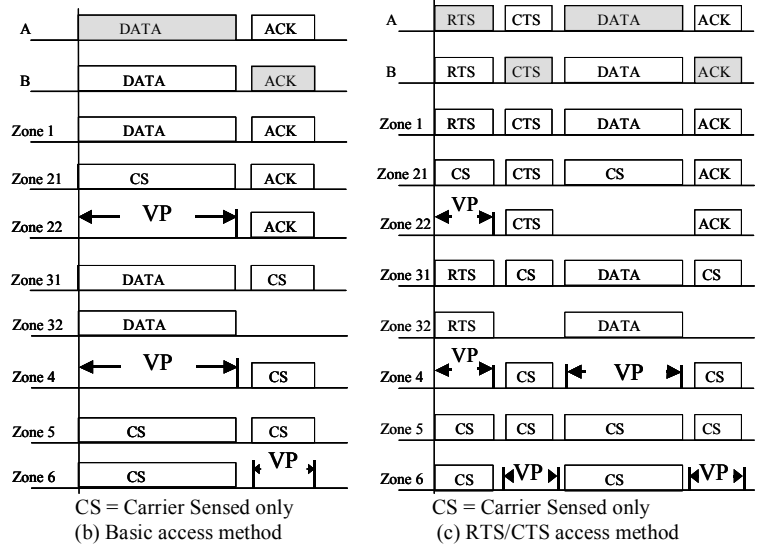 A DATA ACK
B DATA ACK
Zone 1 DATA ACK
Zone 21 CS ACK
VP
Zone 22 ACK
Zone 31 DATA CS
Zone 32 DATA
VP
Zone 4 CS
Zone 5 CS CS
VP
Zone 6 CS
CS = Carrier Sensed only
(b) Basic access method
A RTS CTS DATA ACK
B RTS CTS DATA ACK
Zone 1 RTS CTS DATA ACK
Zone 21 CS CTS CS ACK
VP
Zone 22 CTS ACK
Zone 31 RTS CS DATA CS
Zone 32 RTS DATA
VP
Zone 4 CS VP CS
Zone 5 CS CS CS CS
Zone 6 CS VP CS VP
CS = Carrier Sensed only
(c) RTS/CTS access method